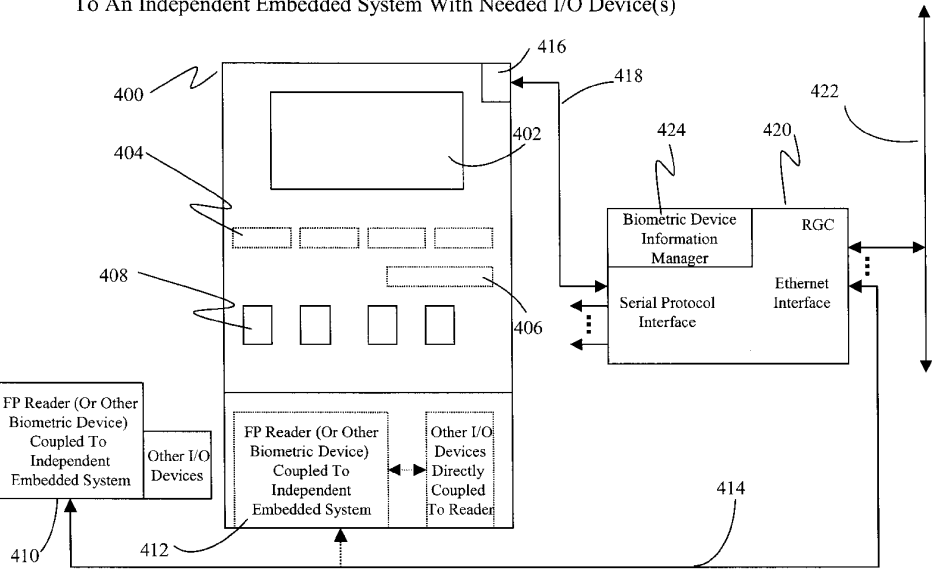 To An Independent Embedded System With Needed I/O Device(s)
416
400
418
422
402
424
420
404
Biometric Device
Information
Manager
RGC
408
Serial Protocol
Interface
Ethernet
Interface
406
FP Reader (Or Other
Biometric Device)
Coupled To
Independent
Embedded System
Other I/O
Devices
FP Reader (Or Other
Biometric Device)
Coupled To
Independent
Embedded System
Other I/O
Devices
Directly
Coupled
To Reader
414
410
412